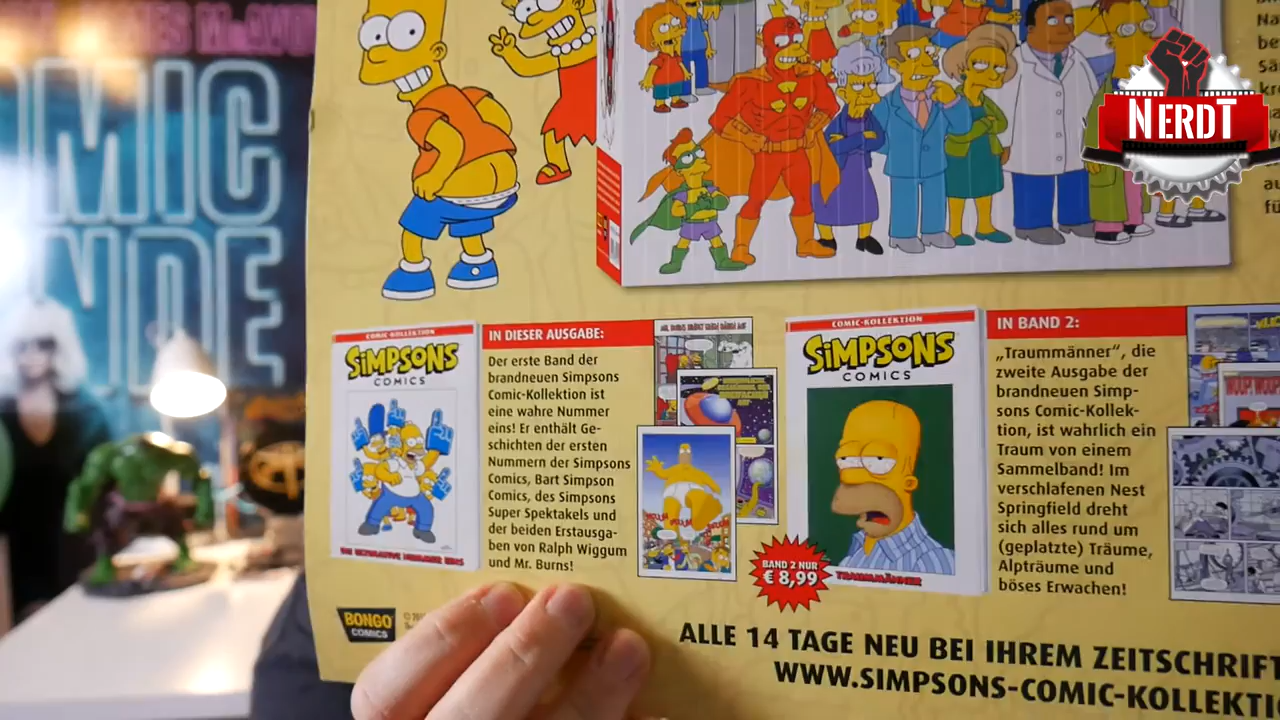 NERDT
COMIC-KOLLEKTION
SIMPSONS
COMICS
IN DIESER AUSGABE:
Der erste Band der
brandneuen Simpsons
Comic-Kollektion ist
eine wahre Nummer
eins! Er enthält Ge-
schichten der ersten
Nummern der Simpsons
Comics, Bart Simpson
Comics, des Simpsons
Super Spektakels und
der beiden Erstausga-
ben von Ralph Wiggum
und Mr. Burns!
COMIC-KOLLEKTION
SIMPSONS
COMICS
BAND 2 NUR
€ 8,99
TRAUMMÄNNER
IN BAND 2:
„Traummänner", die
zweite Ausgabe der
brandneuen Simp-
sons Comic-Kollek-
tion, ist wahrlich ein
Traum von einem
Sammelband! Im
verschlafenen Nest
Springfield dreht
sich alles rund um
(geplatzte) Träume,
Alpträume und
böses Erwachen!
BONGO
COMICS
ALLE 14 TAGE NEU BEI IHREM ZEITSCHRIFT
WWW.SIMPSONS-COMIC-KOLLEKTI